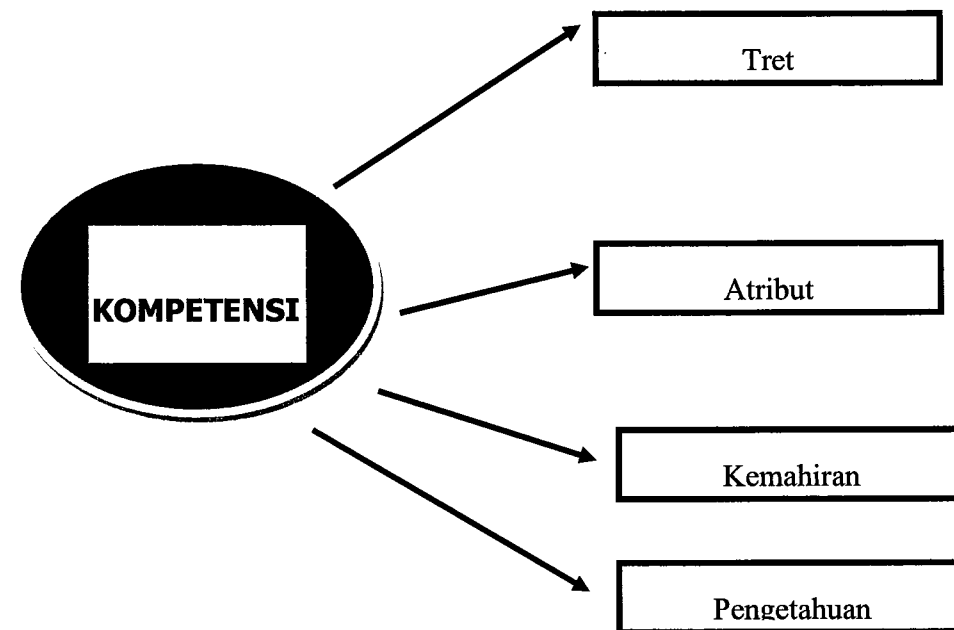 Tret
KOMPETENSI
Atribut
Kemahiran
Pengetahuan